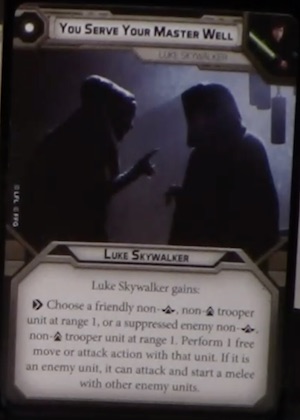 You Serve Your Master Well
Luke Skywalker
© LFL © FFG
Luke Skywalker
Luke Skywalker gains:
Choose a friendly non-, non- trooper
unit at range 1, or a suppressed enemy non-,
non- trooper unit at range 1. Perform 1 free
move or attack action with that unit. If it is
an enemy unit, it can attack and start a melee
with other enemy units.